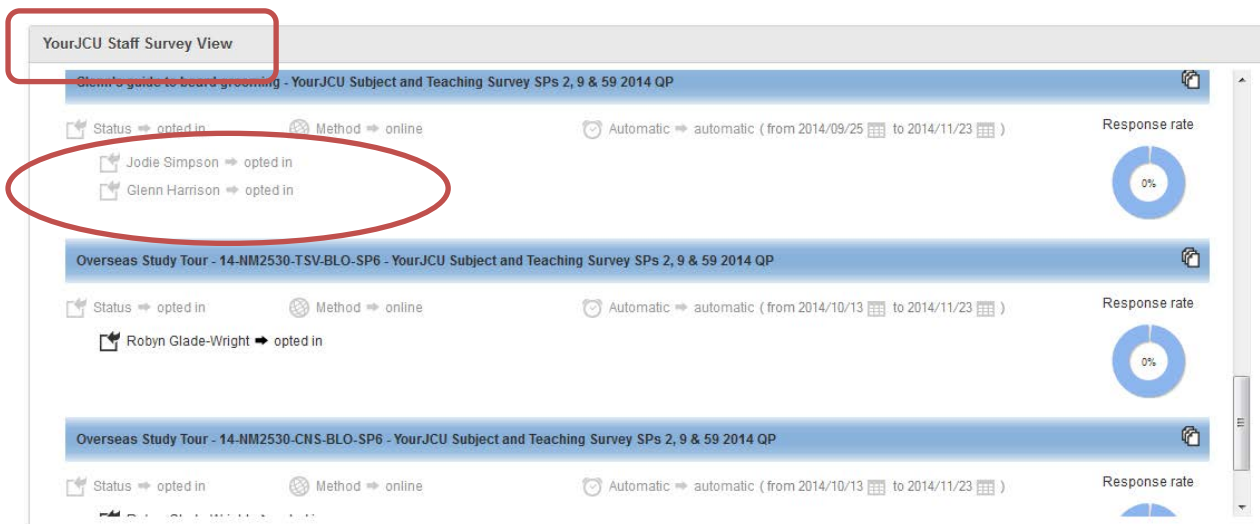 YourJCU Staff Survey View
Glenn's guide to beard grooming - YourJCU Subject and Teaching Survey SPs 2, 9 & 59 2014 QP
Status ➡ opted in Method ➡ online Automatic ➡ automatic ( from 2014/09/25 to 2014/11/23 ) Response rate
Jodie Simpson ➡ opted in
Glenn Harrison ➡ opted in
0%
Overseas Study Tour - 14-NM2530-TSV-BLO-SP6 - YourJCU Subject and Teaching Survey SPs 2, 9 & 59 2014 QP
Status ➡ opted in Method ➡ online Automatic ➡ automatic ( from 2014/10/13 to 2014/11/23 ) Response rate
Robyn Glade-Wright ➡ opted in
0%
Overseas Study Tour - 14-NM2530-CNS-BLO-SP6 - YourJCU Subject and Teaching Survey SPs 2, 9 & 59 2014 QP
Status ➡ opted in Method ➡ online Automatic ➡ automatic ( from 2014/10/13 to 2014/11/23 ) Response rate